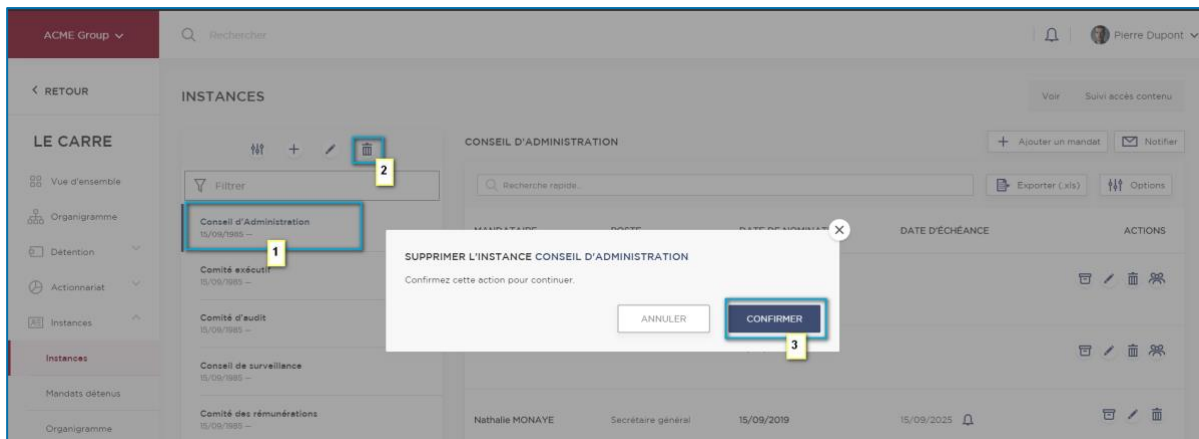 ACME Group
Rechercher
Pierre Dupont
RETOUR
INSTANCES
Voir
Suivi accès contenu
LE CARRE
CONSEIL D'ADMINISTRATION
+ Ajouter un mandat
Notifier
2
Vue d'ensemble
Filtrer
Recherche rapide...
Exporter (.xls)
Options
Organigramme
Conseil d'Administration
15/09/1985 —
1
MANDATAIRE
POSTE
DATE DE NOMINAT
DATE D'ÉCHÉANCE
ACTIONS
Détention
SUPPRIMER L'INSTANCE CONSEIL D'ADMINISTRATION
Confirmez cette action pour continuer.
Comité exécutif
15/09/1985 —
Actionnariat
ANNULER
CONFIRMER
3
Comité d'audit
15/09/1985 —
Instances
Instances
Conseil de surveillance
15/09/1985 —
Mandats détenus
Comité des rémunérations
15/09/1985 —
Nathalie MONAYE
Secrétaire général
15/09/2019
15/09/2025
Organigramme